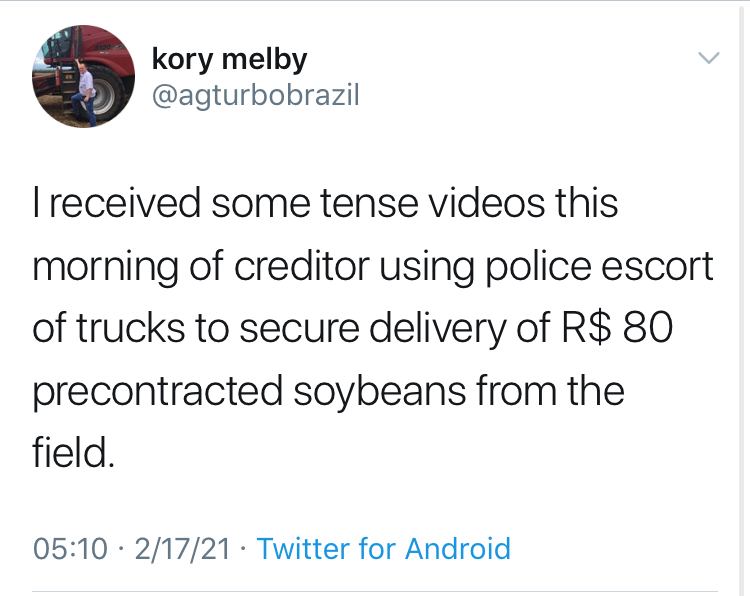 kory melby
@agturbobrazil
I received some tense videos this
morning of creditor using police escort
of trucks to secure delivery of R$ 80
precontracted soybeans from the
field.
05:10 · 2/17/21 · Twitter for Android